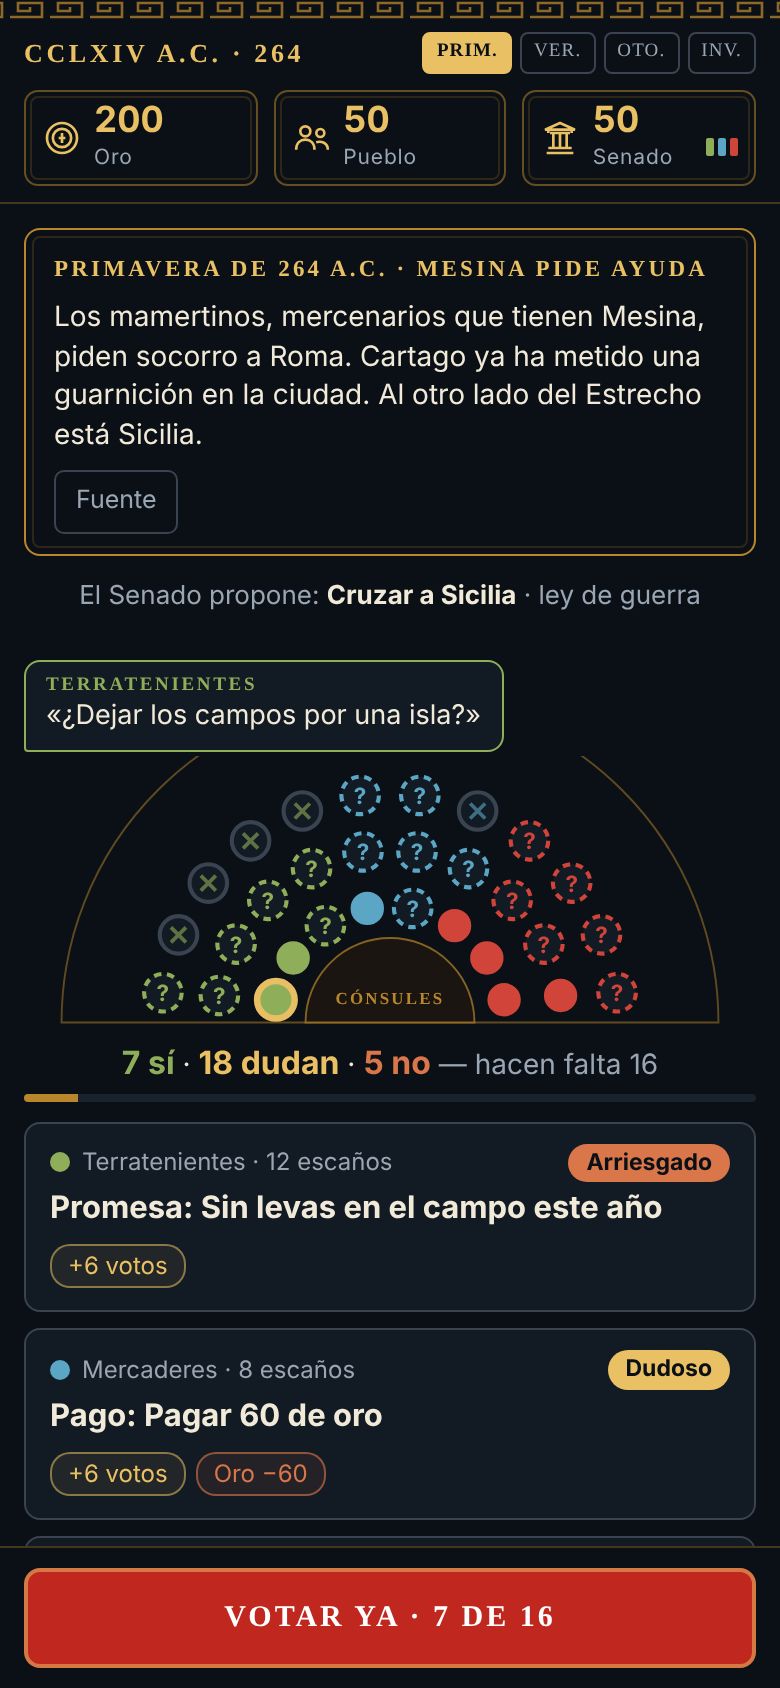 CCLXIV A.C. · 264
PRIM.
VER.
OTO.
INV.
200
Oro
50
Pueblo
50
Senado
PRIMAVERA DE 264 A.C. · MESINA PIDE AYUDA
Los mamertinos, mercenarios que tienen Mesina,
piden socorro a Roma. Cartago ya ha metido una
guarnición en la ciudad. Al otro lado del Estrecho
está Sicilia.
Fuente
El Senado propone: Cruzar a Sicilia · ley de guerra
TERRATENIENTES
«¿Dejar los campos por una isla?»
? ?
?
? ? ?
? ? ?
? ? ? ?
? ? ?
? ? ?
CÓNSULES
7 sí · 18 dudan · 5 no — hacen falta 16
Terratenientes · 12 escaños
Arriesgado
Promesa: Sin levas en el campo este año
+6 votos
Mercaderes · 8 escaños
Dudoso
Pago: Pagar 60 de oro
+6 votos
Oro −60
VOTAR YA · 7 DE 16